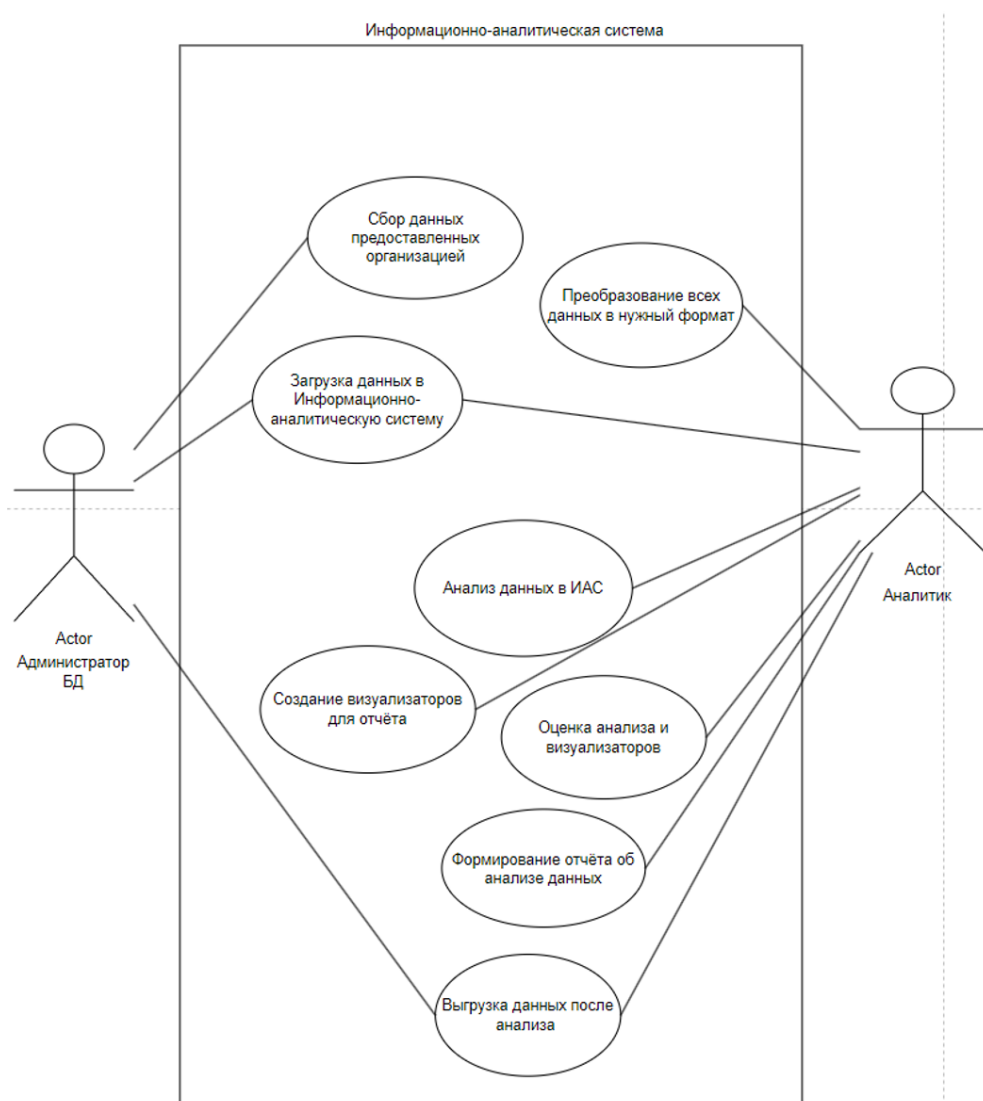 Информационно-аналитическая система
Сбор данных
предоставленных
организацией
Преобразование всех
данных в нужный формат
Загрузка данных в
Информационно-
аналитическую систему
Actor
Администратор
БД
Actor
Аналитик
Анализ данных в ИАС
Создание визуализаторов
для отчёта
Оценка анализа и
визуализаторов
Формирование отчёта об
анализе данных
Выгрузка данных после
анализа